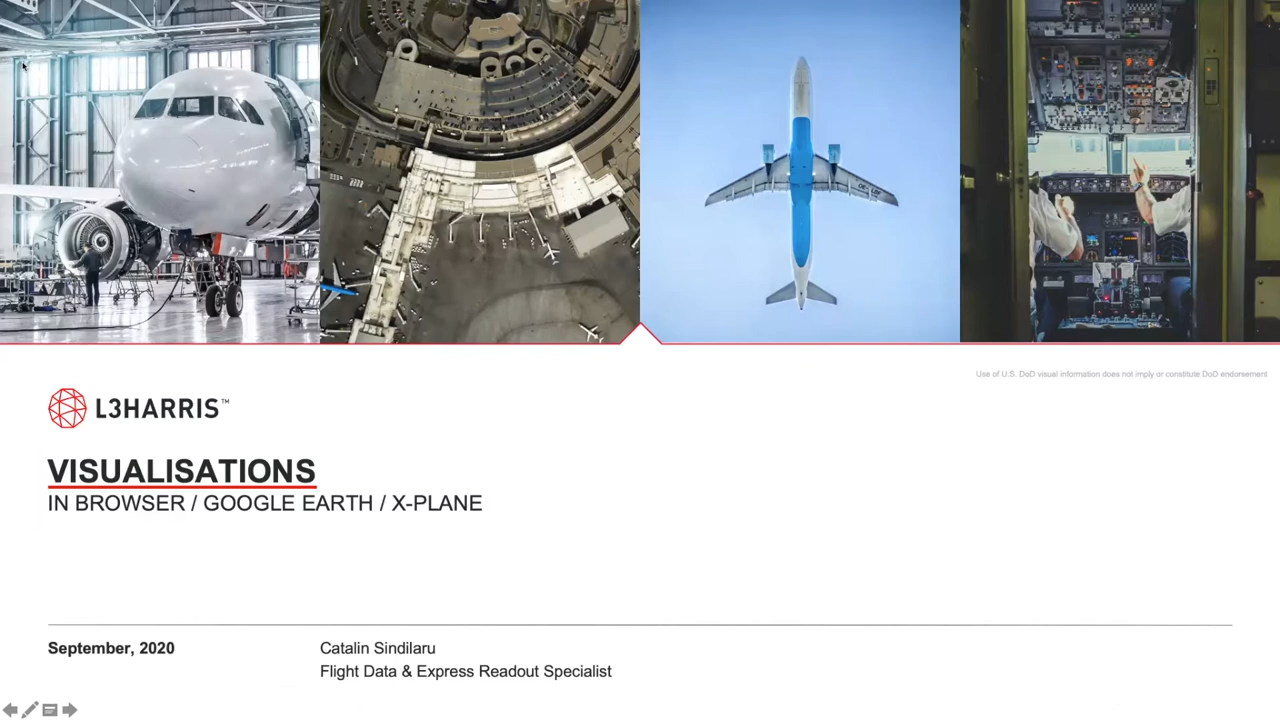 Use of U.S. DoD visual information does not imply or constitute DoD endorsement
L3HARRIS™
VISUALISATIONS
IN BROWSER / GOOGLE EARTH / X-PLANE
September, 2020
Catalin Sindilaru
Flight Data & Express Readout Specialist